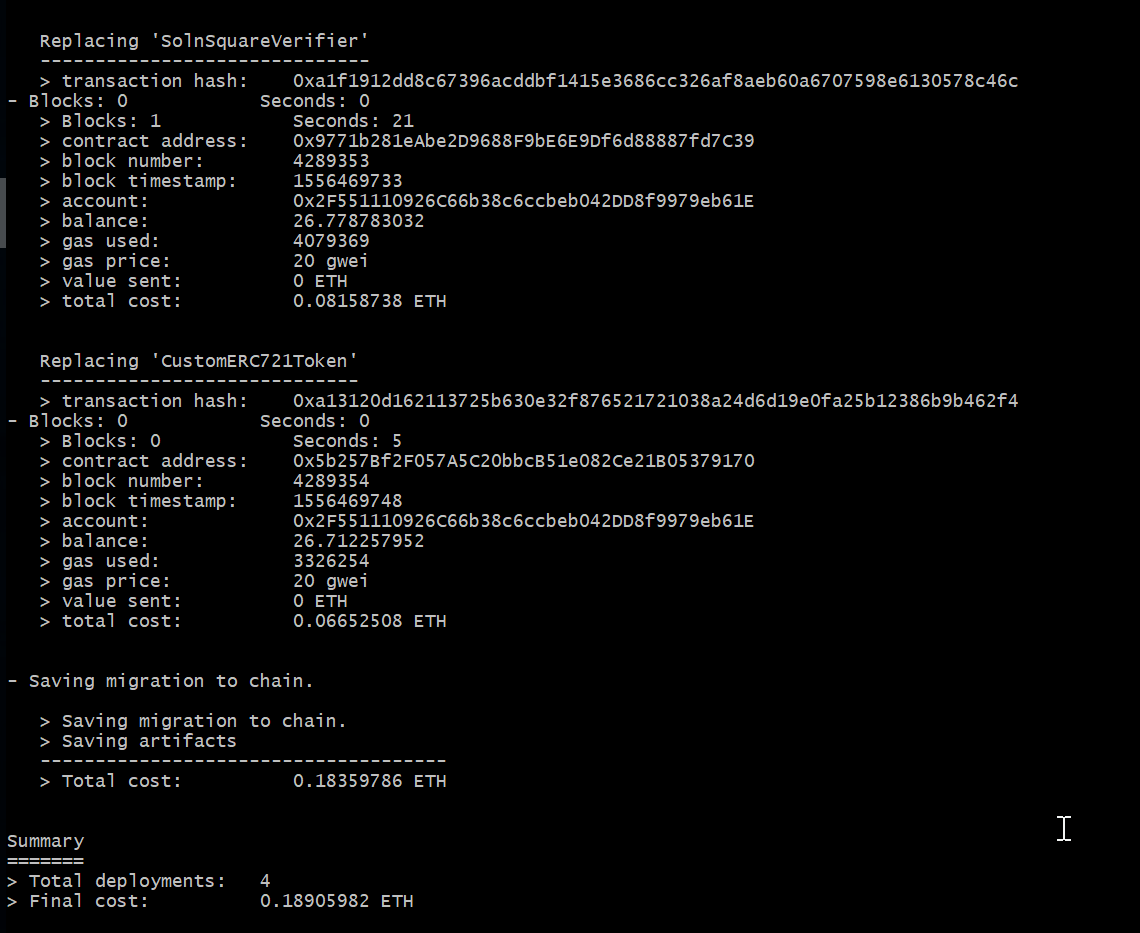 Replacing 'SolnSquareVerifier'
------------------------------
> transaction hash:    0xa1f1912dd8c67396acddbf1415e3686cc326af8aeb60a6707598e6130578c46c
- Blocks: 0            Seconds: 0
> Blocks: 1            Seconds: 21
> contract address:    0x9771b281eAbe2D9688F9bE6E9Df6d88887fd7C39
> block number:        4289353
> block timestamp:     1556469733
> account:             0x2F551110926C66b38c6ccbeb042DD8f9979eb61E
> balance:             26.778783032
> gas used:            4079369
> gas price:           20 gwei
> value sent:          0 ETH
> total cost:          0.08158738 ETH
Replacing 'CustomERC721Token'
-----------------------------
> transaction hash:    0xa13120d162113725b630e32f876521721038a24d6d19e0fa25b12386b9b462f4
- Blocks: 0            Seconds: 0
> Blocks: 0            Seconds: 5
> contract address:    0x5b257Bf2F057A5C20bbcB51e082Ce21B05379170
> block number:        4289354
> block timestamp:     1556469748
> account:             0x2F551110926C66b38c6ccbeb042DD8f9979eb61E
> balance:             26.712257952
> gas used:            3326254
> gas price:           20 gwei
> value sent:          0 ETH
> total cost:          0.06652508 ETH
- Saving migration to chain.
> Saving migration to chain.
> Saving artifacts
-------------------------------------
> Total cost:          0.18359786 ETH
Summary
=======
> Total deployments:   4
> Final cost:          0.18905982 ETH